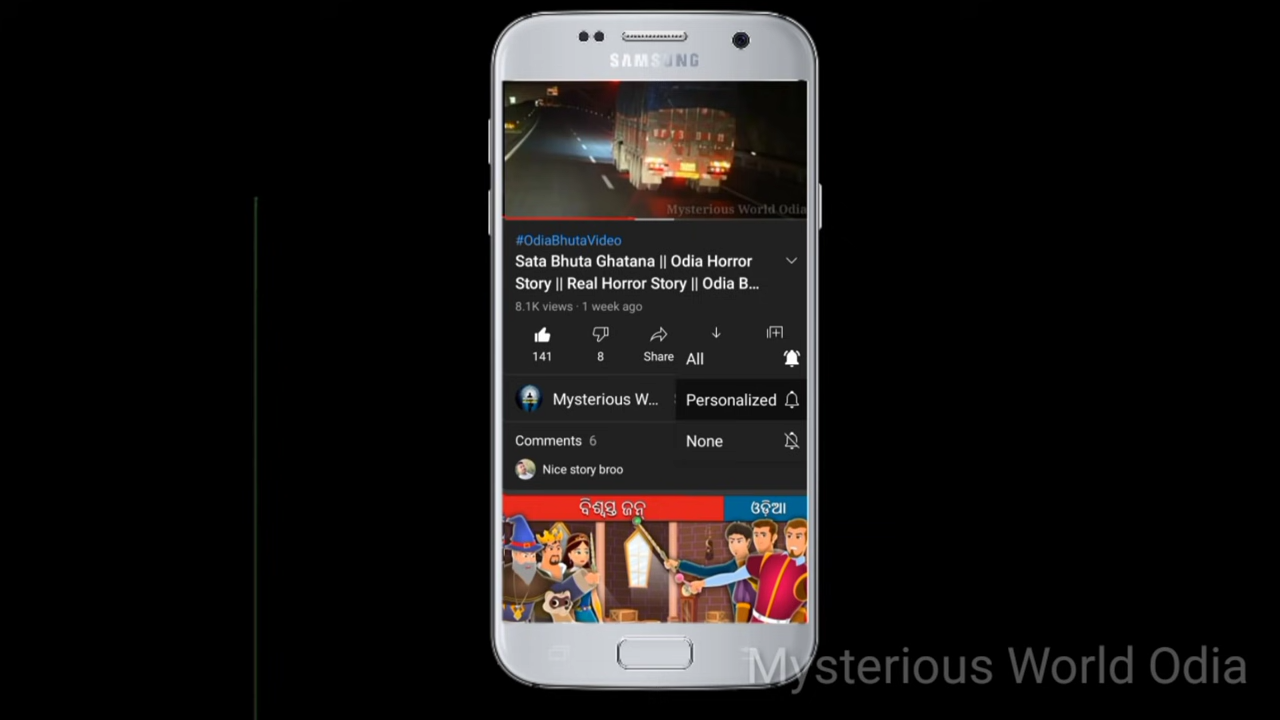 SAMSUNG
Mysterious World Odia
#OdiaBhutaVideo
Sata Bhuta Ghatana || Odia Horror
Story || Real Horror Story || Odia B...
8.1K views · 1 week ago
141
8
Share
All
Mysterious W...
Personalized
Comments 6
None
Nice story broo
ବିଶ୍ୱସ୍ତ ଜନ୍
ଓଡ଼ିଆ
Mysterious World Odia